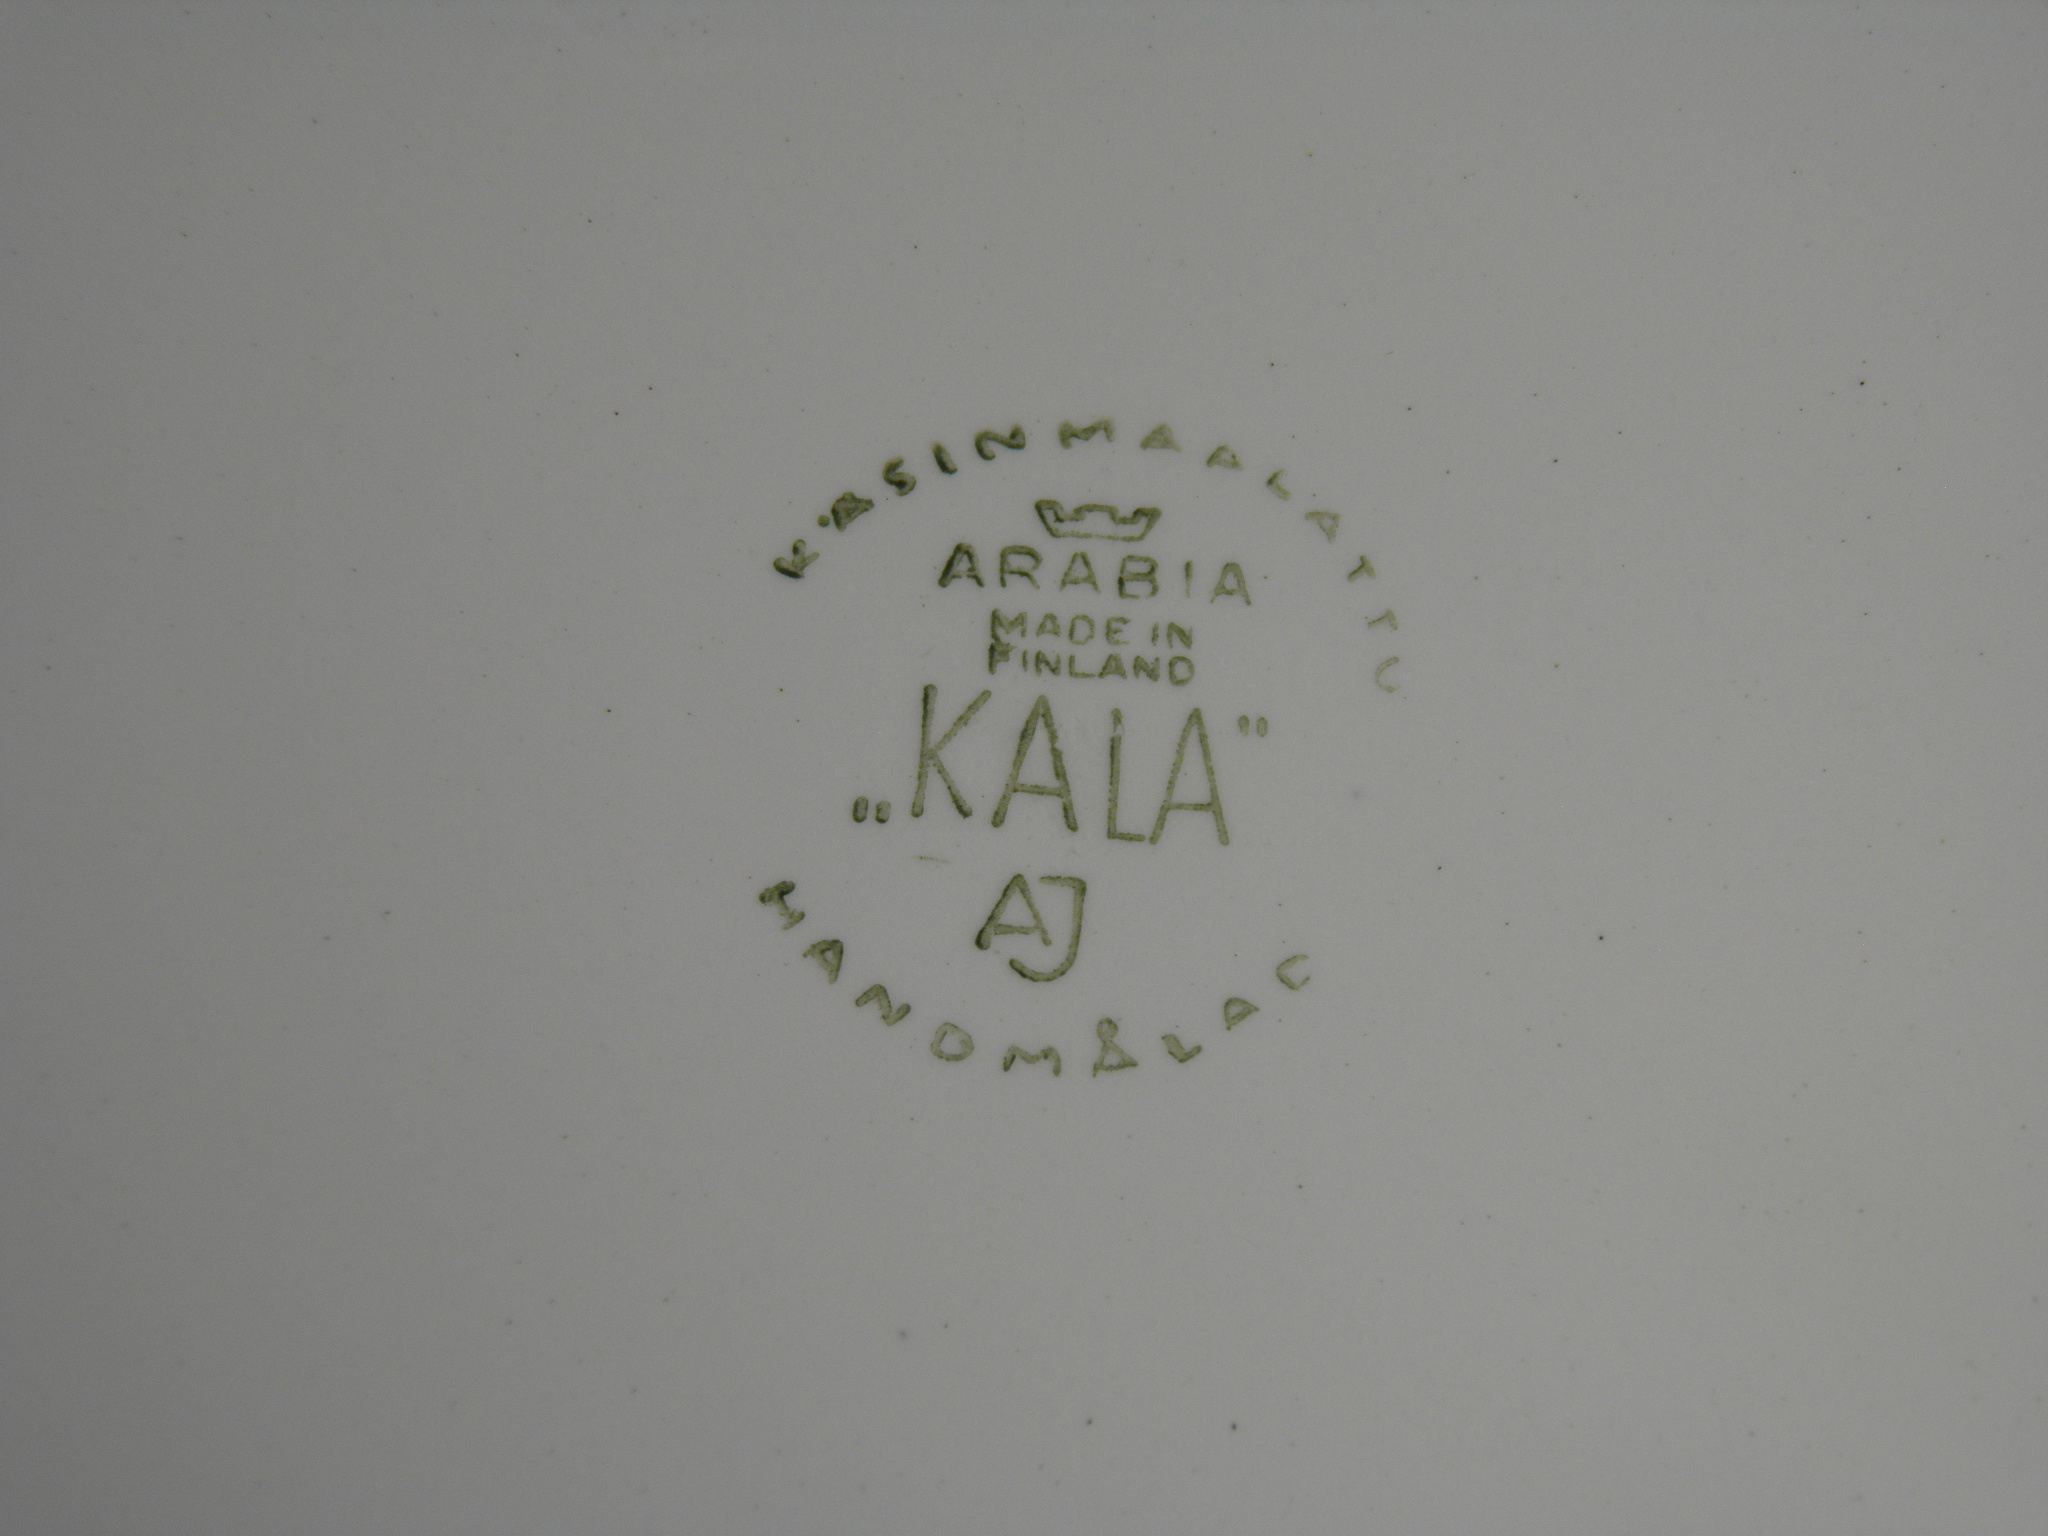 KÄSINMAALATTU
ARABIA
MADE IN
FINLAND
„KALA"
AJ
HANDMÅLAD